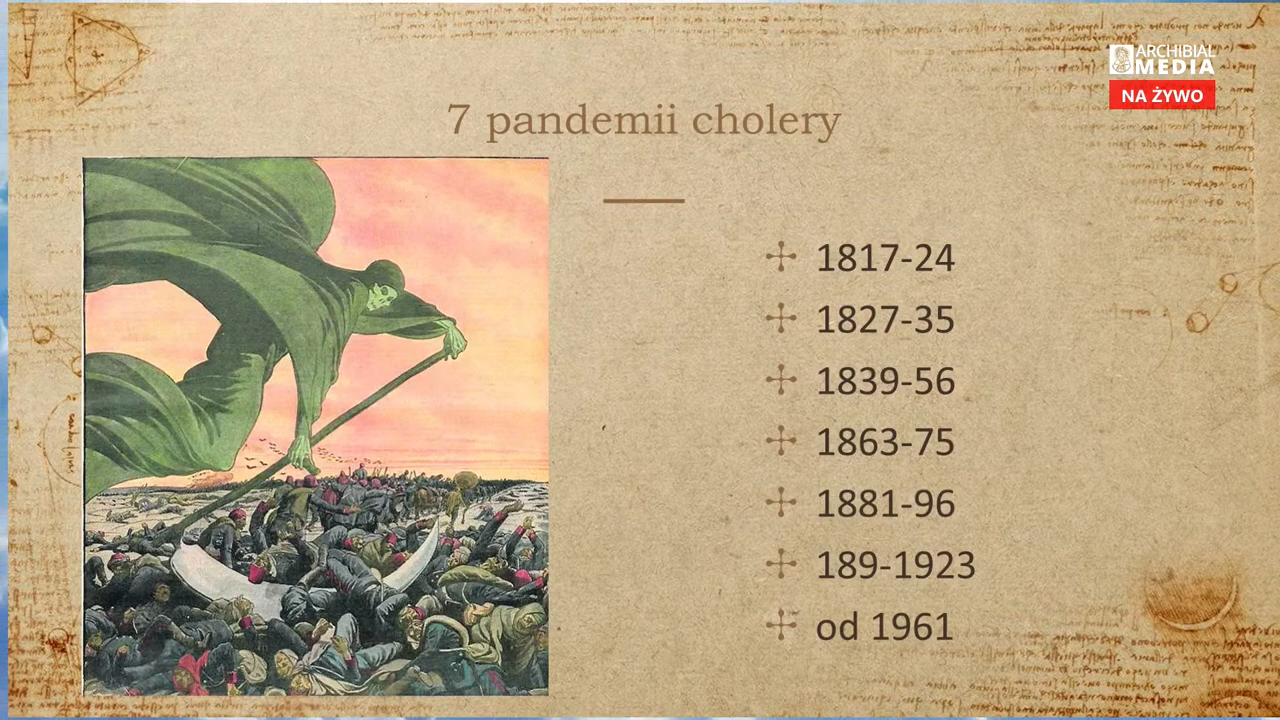 ARCHIBIAL
MEDIA
NA ŻYWO
7 pandemii cholery
1817-24
1827-35
1839-56
1863-75
1881-96
189-1923
od 1961